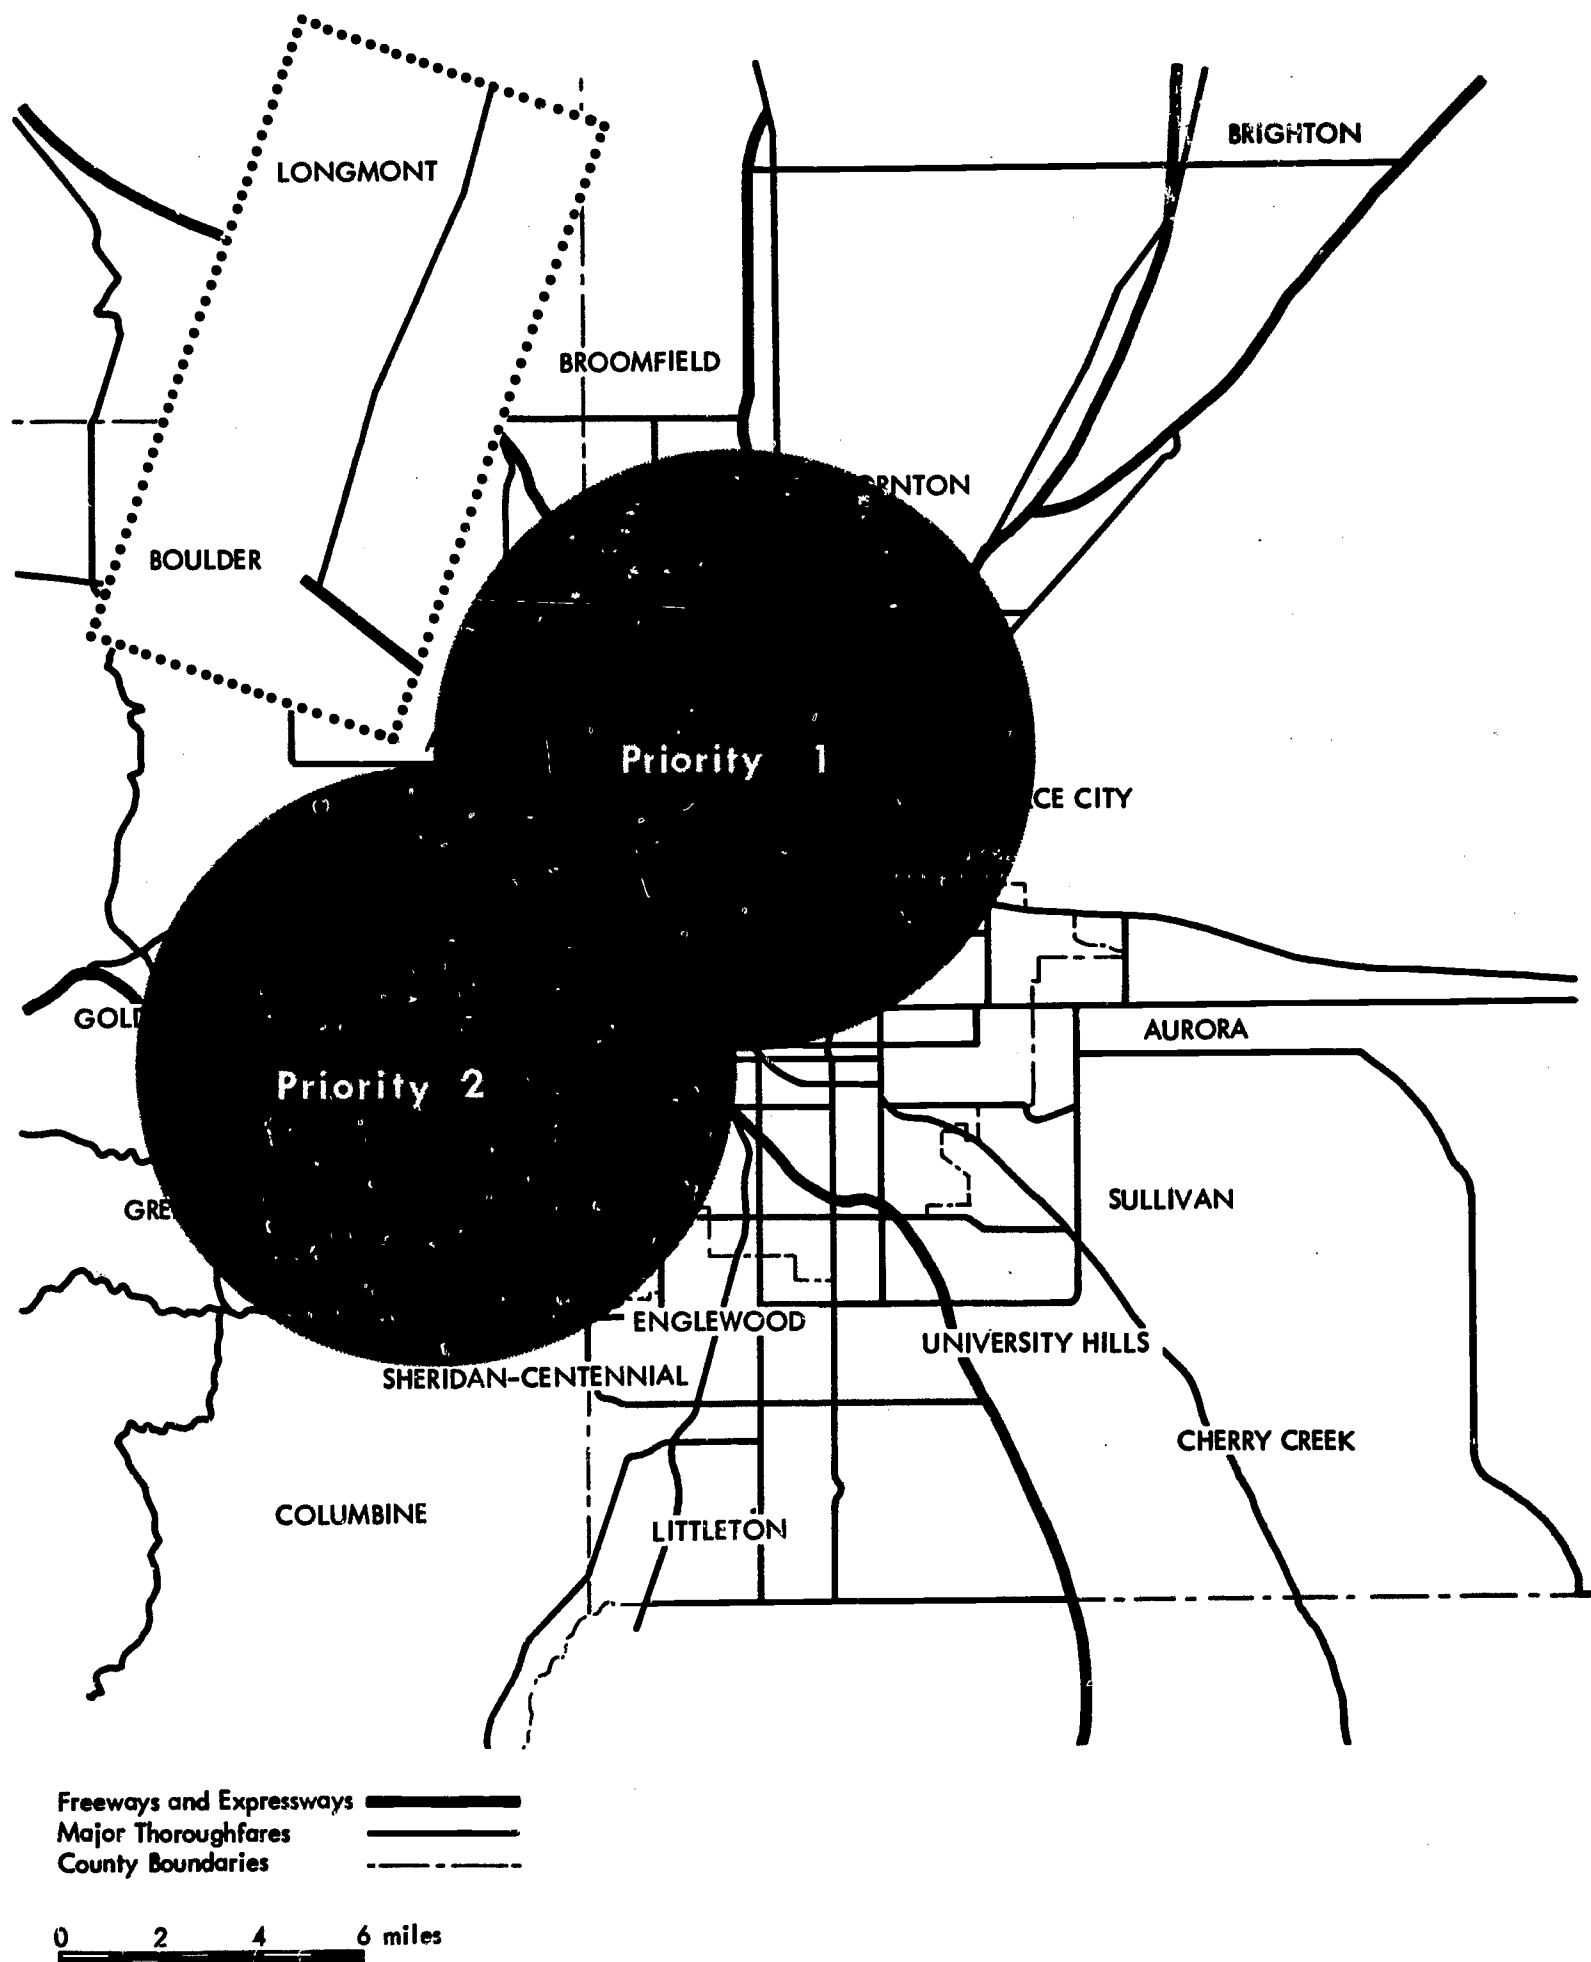 BRIGHTON
LONGMONT
BROOMFIELD
RNTON
BOULDER
Priority 1
CE CITY
GOL
AURORA
Priority 2
GRE
SULLIVAN
ENGLEWOOD
UNIVERSITY HILLS
SHERIDAN-CENTENNIAL
CHERRY CREEK
COLUMBINE
LITTLETON
Freeways and Expressways
Major Thoroughfares
County Boundaries
0 2 4 6 miles